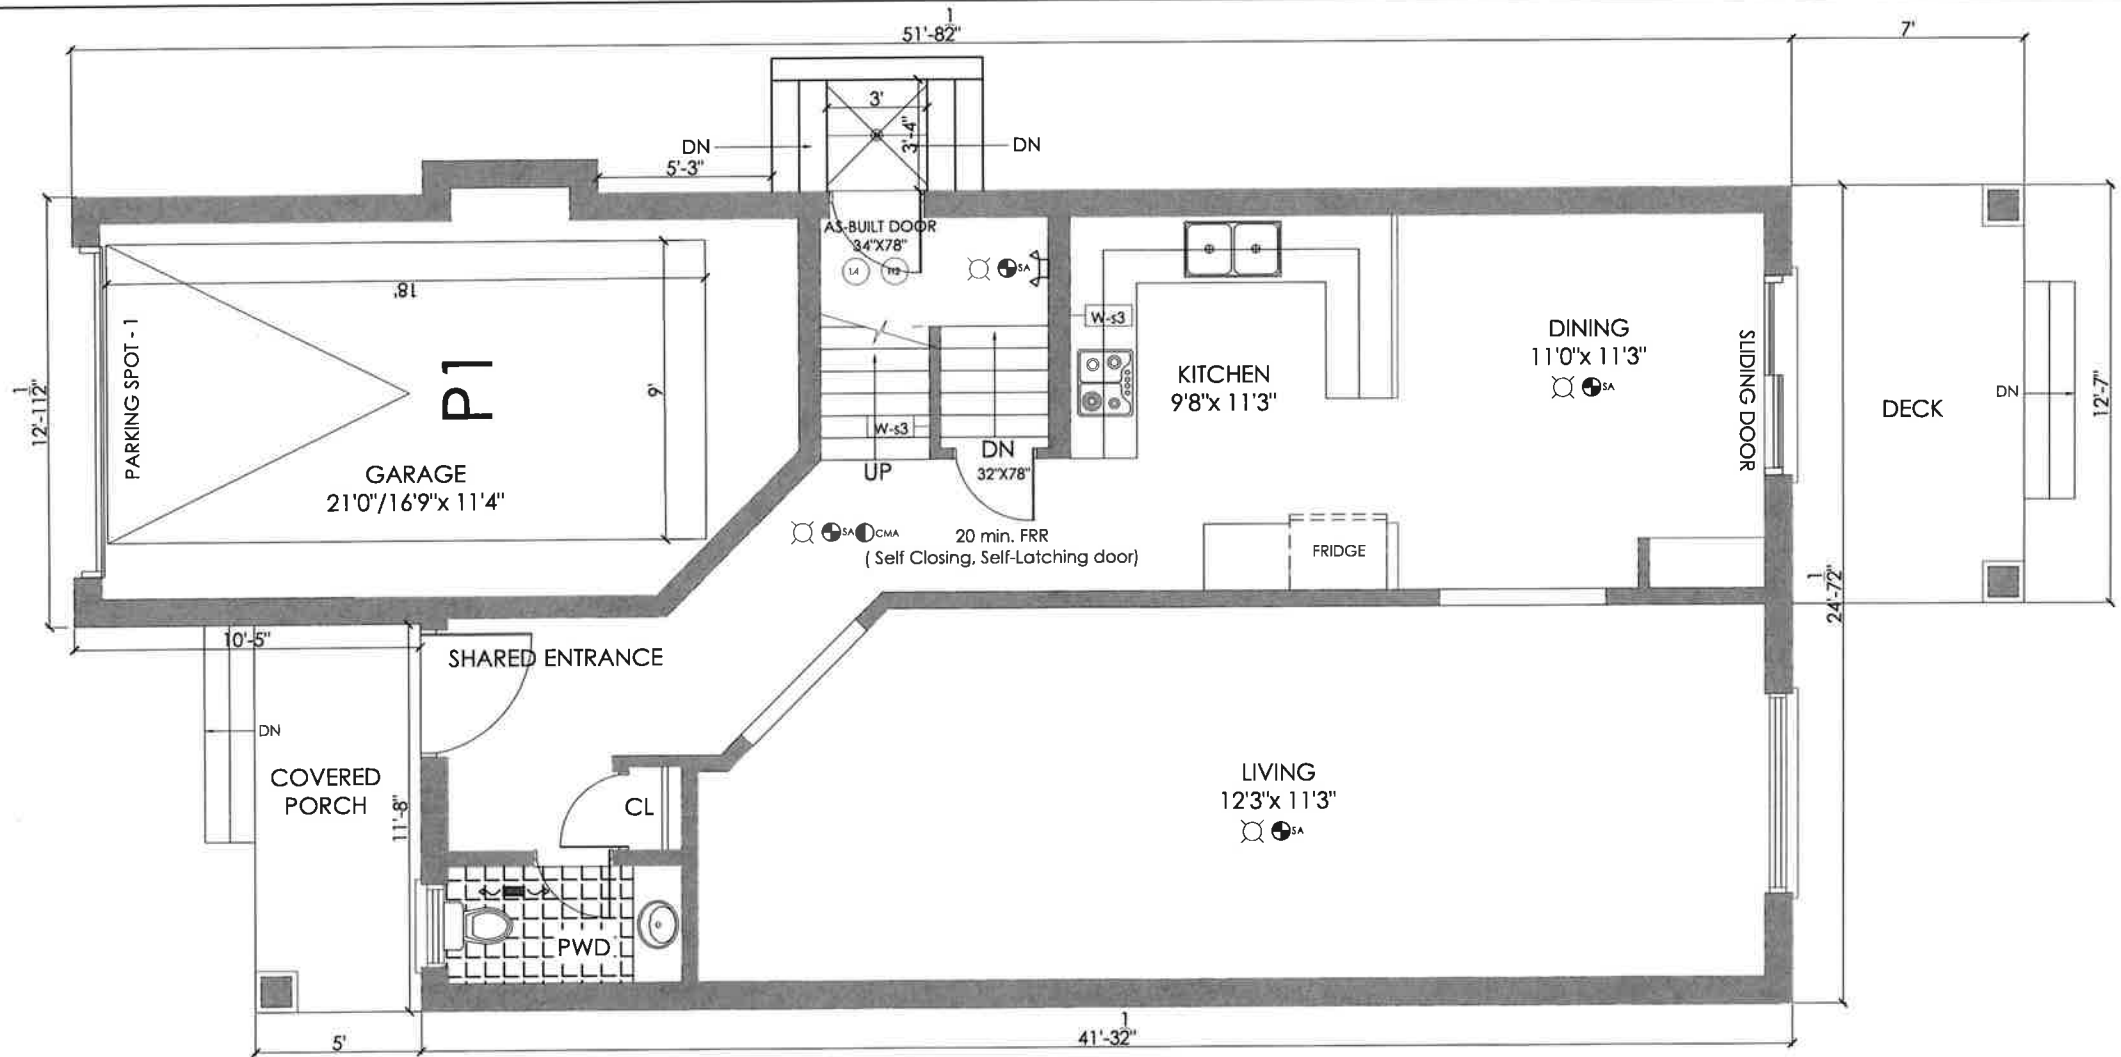 51'-8 1/2"
7'
3'
3'-4"
DN
DN
5'-3"
AS-BUILT DOOR
34"X78"
14
SA
18'
9'
PARKING SPOT - 1
P1
GARAGE
21'0"/16'9"x 11'4"
12'-11 1/2"
W-s3
UP
DN
32"X78"
W-s3
KITCHEN
9'8"x 11'3"
DINING
11'0"x 11'3"
SA
SLIDING DOOR
DECK
DN
12'-7"
SA
CMA
20 min. FRR
( Self Closing, Self-Latching door)
FRIDGE
24'-7 1/2"
10'-5"
SHARED ENTRANCE
DN
COVERED
PORCH
11'-8"
CL
LIVING
12'3"x 11'3"
SA
PWD
5'
41'-3 1/2"